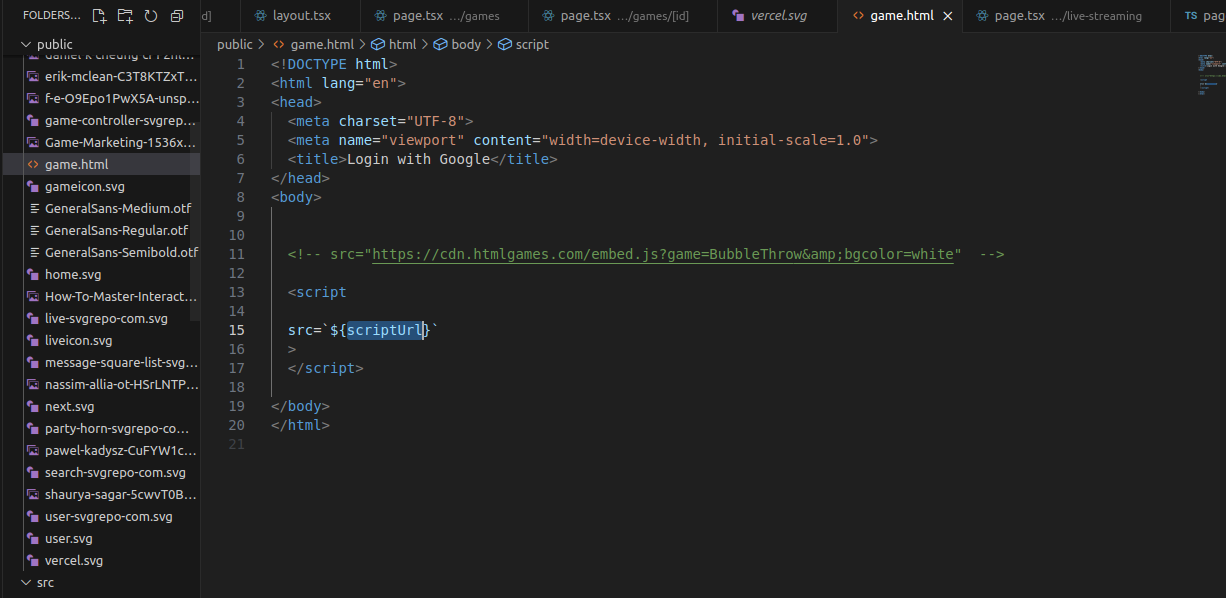 FOLDERS...
d]
layout.tsx
page.tsx .../games
page.tsx .../games/[id]
vercel.svg
game.html
page.tsx .../live-streaming
TS pag
public
public > game.html > html > body > script
erik-mclean-C3T8KTZxT...
f-e-O9Epo1PwX5A-unsp...
game-controller-svgrep...
Game-Marketing-1536x...
game.html
gameicon.svg
GeneralSans-Medium.otf
GeneralSans-Regular.otf
GeneralSans-Semibold.otf
home.svg
How-To-Master-Interact...
live-svgrepo-com.svg
liveicon.svg
message-square-list-svg...
nassim-allia-ot-HSrLNTP...
next.svg
party-horn-svgrepo-co...
pawel-kadysz-CuFYW1c...
search-svgrepo-com.svg
shaurya-sagar-5cwvT0B...
user-svgrepo-com.svg
user.svg
vercel.svg
src
1 <!DOCTYPE html>
2 <html lang="en">
3 <head>
4 <meta charset="UTF-8">
5 <meta name="viewport" content="width=device-width, initial-scale=1.0">
6 <title>Login with Google</title>
7 </head>
8 <body>
9
10
11 <!-- src="https://cdn.htmlgames.com/embed.js?game=BubbleThrow&amp;bgcolor=white"  -->
12
13 <script
14
15 src=`${scriptUrl}`
16 >
17 </script>
18
19 </body>
20 </html>
21